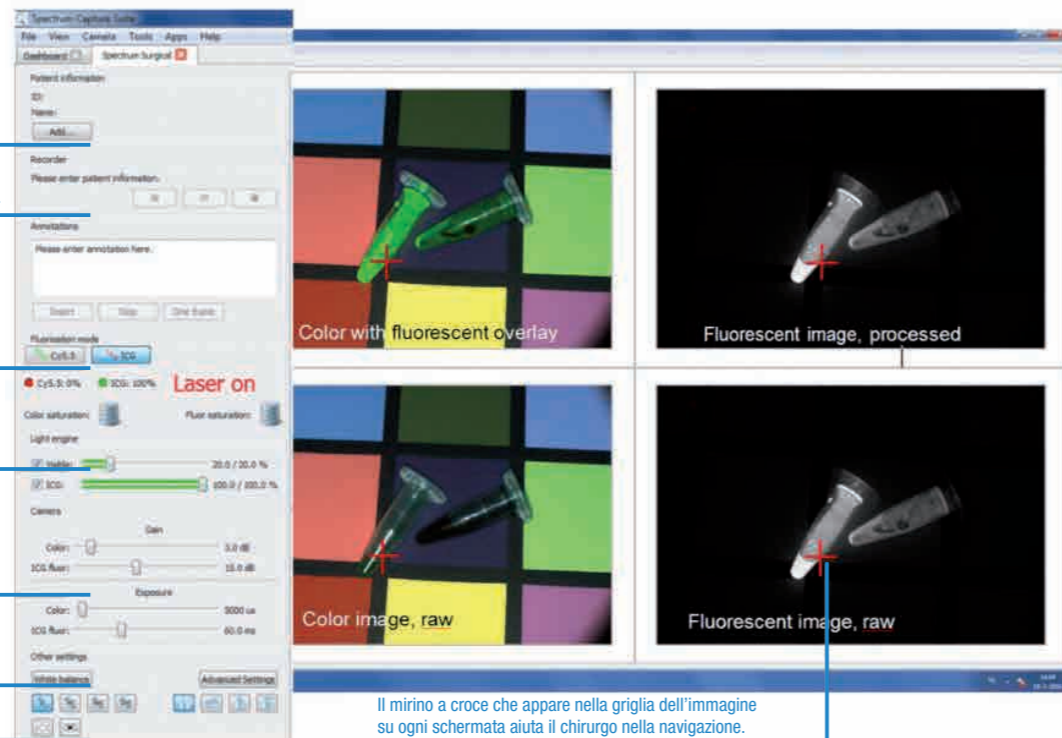 Spectrum Capture Suite
File View Camera Tools Apps Help
Dashboard Spectrum Surgical
Patient information
ID:
Name:
Add...
Recorder
Please enter patient information.
Annotations
Please enter annotation here.
Insert Stop One frame
Fluorisation mode
Cy5.5 ICG
Cy5.5: 0% ICG: 100% Laser on
Color saturation: Fluor saturation:
Light engine
Visible: 20.0 / 20.0 %
ICG: 100.0 / 100.0 %
Camera
Gain
Color: 5.0 dB
ICG fluor: 15.0 dB
Exposure
Color: 5000 us
ICG fluor: 60.0 ms
Other settings
White balance Advanced Settings
Color with fluorescent overlay
Fluorescent image, processed
Color image, raw
Fluorescent image, raw
Il mirino a croce che appare nella griglia dell'immagine
su ogni schermata aiuta il chirurgo nella navigazione.